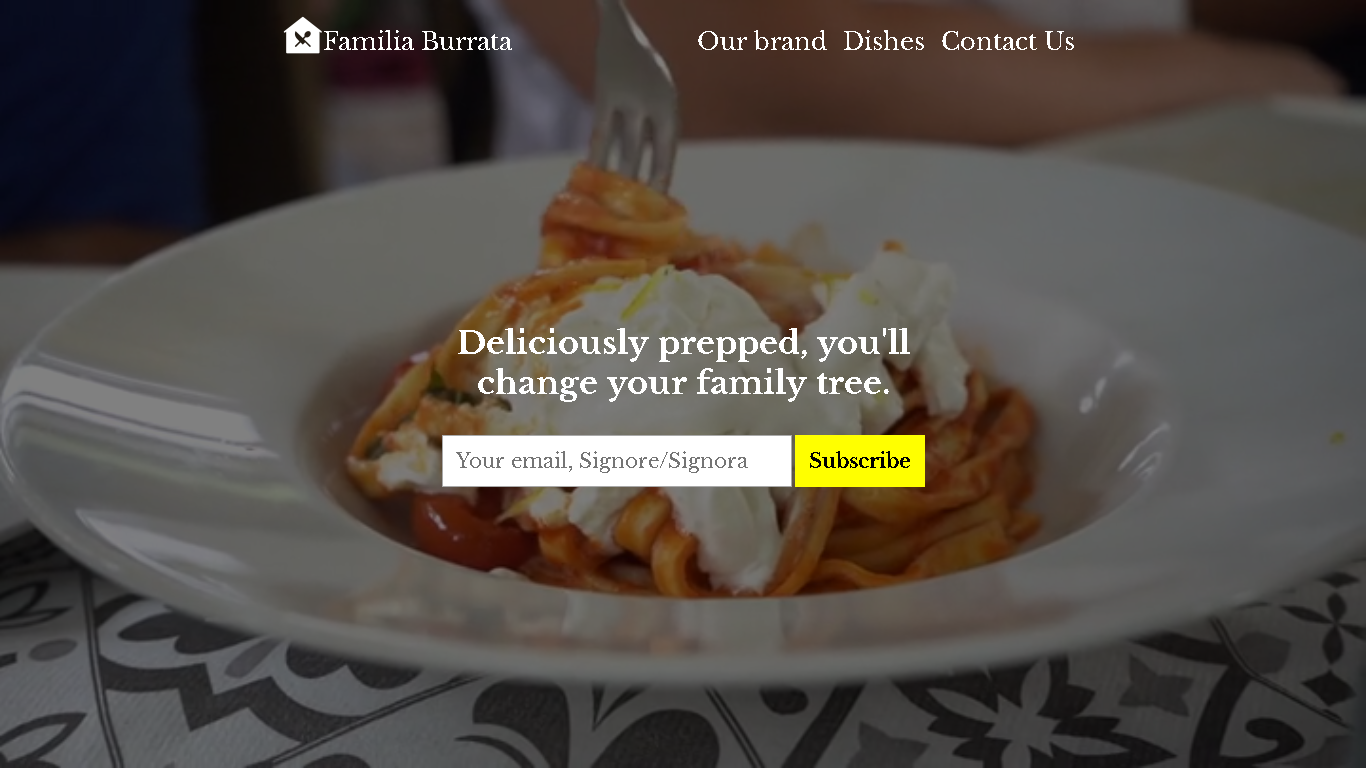 Familia Burrata
Our brand Dishes Contact Us
Deliciously prepped, you'll
change your family tree.
Your email, Signore/Signora
Subscribe